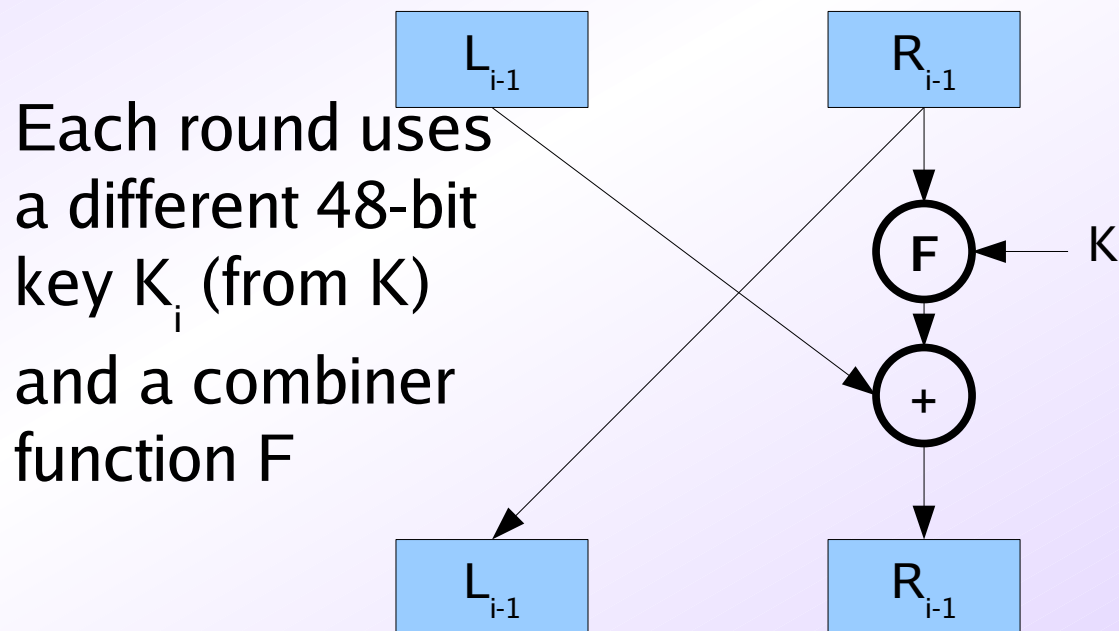 L i-1
R i-1
Each round uses
a different 48-bit
key K i (from K)
and a combiner
function F
F
K
+
L i-1
R i-1